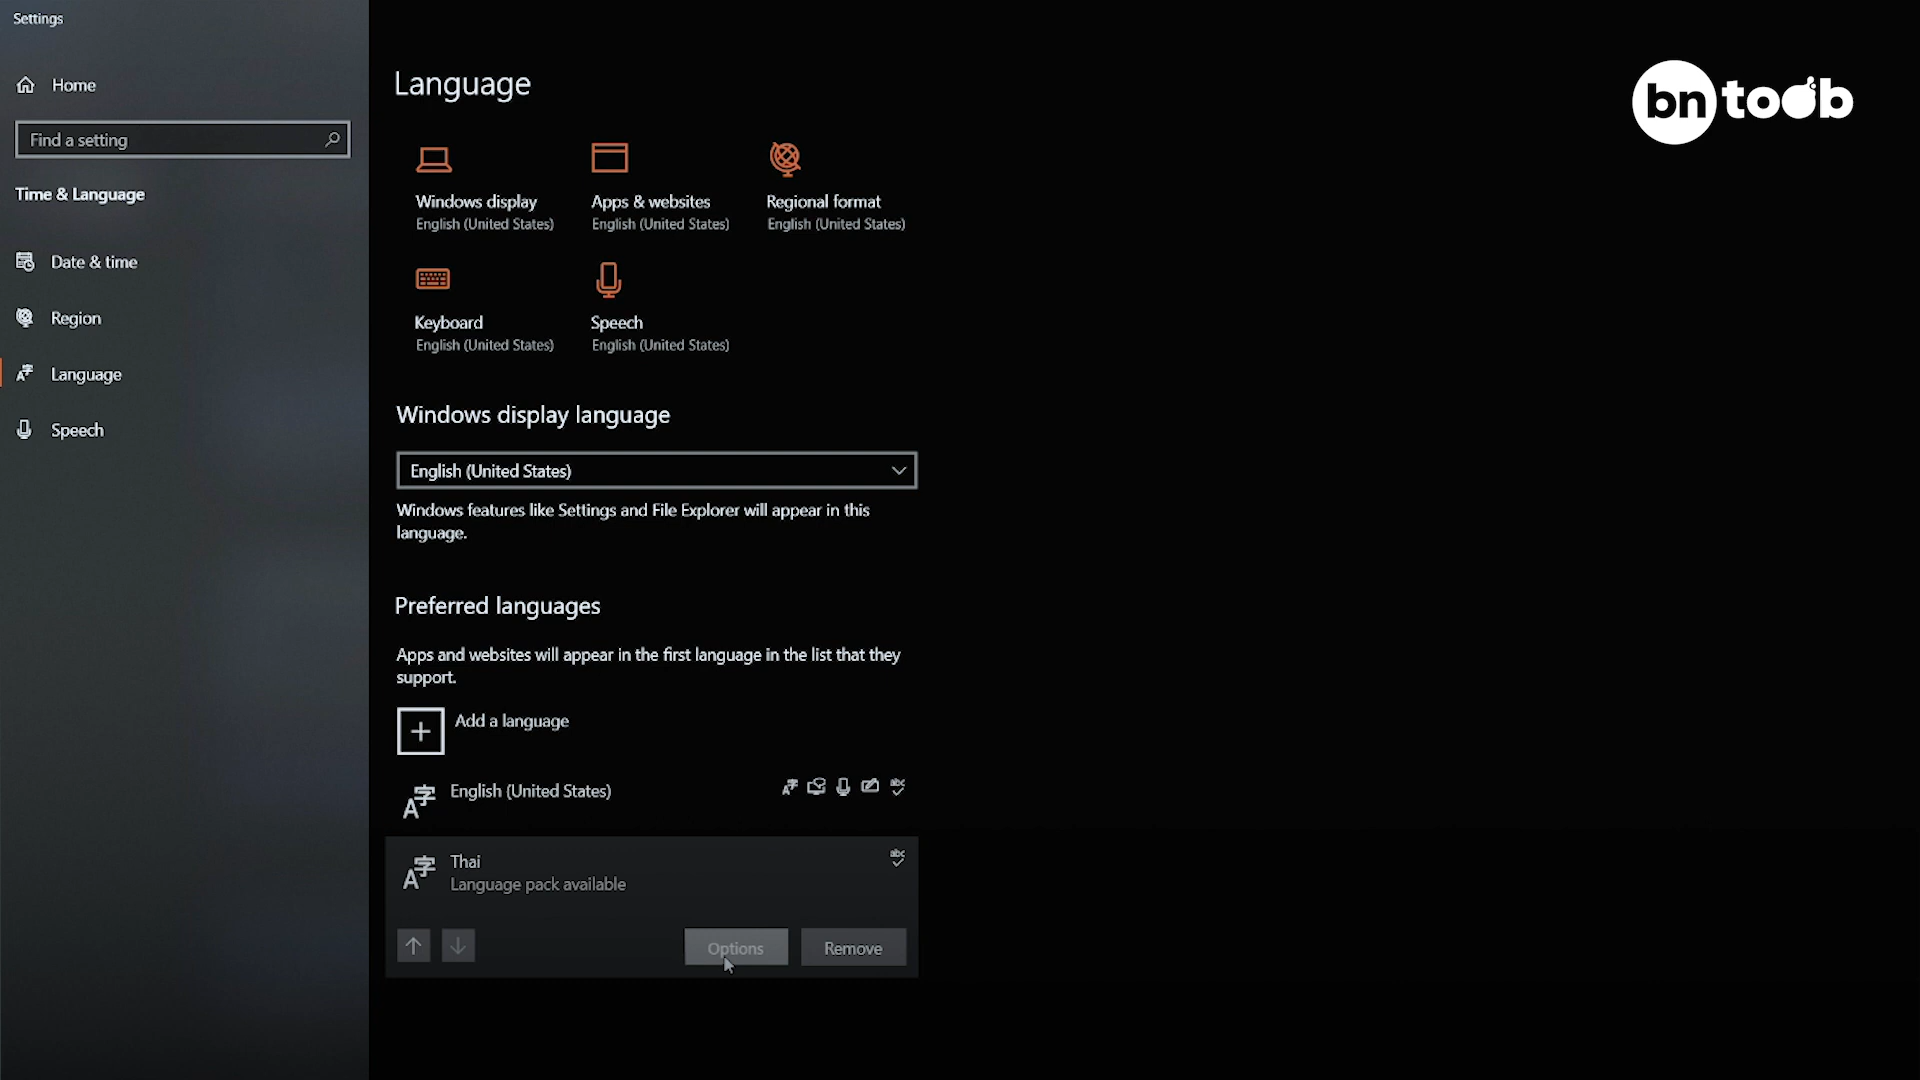 Settings
Home
Find a setting
Time & Language
Date & time
Region
Language
Speech
Language
Windows display
English (United States)
Apps & websites
English (United States)
Regional format
English (United States)
Keyboard
English (United States)
Speech
English (United States)
Windows display language
English (United States)
Windows features like Settings and File Explorer will appear in this
language.
Preferred languages
Apps and websites will appear in the first language in the list that they
support.
Add a language
English (United States)
Thai
Language pack available
Options
Remove
bntoob